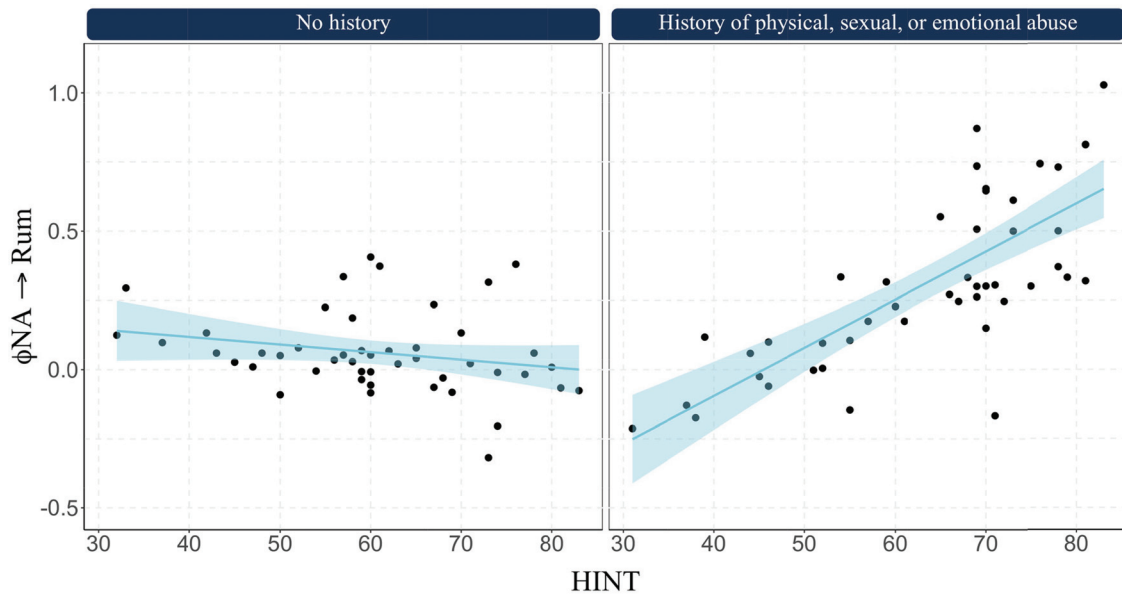 No history
History of physical, sexual, or emotional abuse
1.0
0.5
0.0
-0.5
ϕNA → Rum
30 40 50 60 70 80
30 40 50 60 70 80
HINT